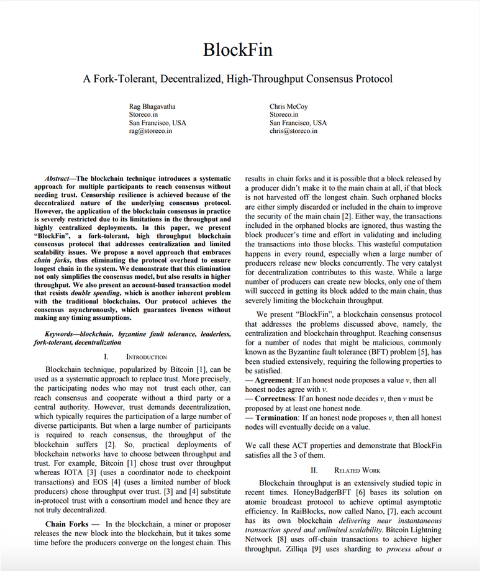 BlockFin
A Fork-Tolerant, Decentralized, High-Throughput Consensus Protocol
Rag Bhagavatha
Storeco.in
San Francisco, USA
rag@storeco.in
Chris McCoy
Storeco.in
San Francisco, USA
chris@storeco.in
Abstract—The blockchain technique introduces a systematic
approach for multiple participants to reach consensus without
needing trust. Censorship resilience is achieved because of the
decentralized nature of the underlying consensus protocol.
However, the application of the blockchain consensus in practice
is severely restricted due to its limitations in the throughput and
highly centralized deployments. In this paper, we present
"BlockFin", a fork-tolerant, high throughput blockchain
consensus protocol that addresses centralization and limited
scalability issues. We propose a novel approach that embraces
chain forks, thus eliminating the protocol overhead to ensure
longest chain in the system. We demonstrate that this elimination
not only simplifies the consensus model, but also results in higher
throughput. We also present an account-based transaction model
that resists double spending, which is another inherent problem
with the traditional blockchains. Our protocol achieves the
consensus asynchronously, which guarantees liveness without
making any timing assumptions.
Keywords—blockchain, byzantine fault tolerance, leaderless,
fork-tolerant, decentralization
I. INTRODUCTION
Blockchain technique, popularized by Bitcoin [1], can be
used as a systematic approach to replace trust. More precisely,
the participating nodes who may not trust each other, can
reach consensus and cooperate without a third party or a
central authority. However, trust demands decentralization,
which typically requires the participation of a large number of
diverse participants. But when a large number of participants
is required to reach consensus, the throughput of the
blockchain suffers [2]. So, practical deployments of
blockchain networks have to choose between throughput and
trust. For example, Bitcoin [1] chose trust over throughput
whereas IOTA [3] (uses a coordinator node to checkpoint
transactions) and EOS [4] (uses a limited number of block
producers) chose throughput over trust. [3] and [4] substitute
in-protocol trust with a consortium model and hence they are
not truly decentralized.
Chain Forks — In the blockchain, a miner or proposer
releases the new block into the blockchain, but it takes some
time before the producers converge on the longest chain. This
results in chain forks and it is possible that a block released by
a producer didn't make it to the main chain at all, if that block
is not harvested off the longest chain. Such orphaned blocks
are either simply discarded or included in the chain to improve
the security of the main chain [2]. Either way, the transactions
included in the orphaned blocks are ignored, thus wasting the
block producer's time and effort in validating and including
the transactions into those blocks. This wasteful computation
happens in every round, especially when a large number of
producers release new blocks concurrently. The very catalyst
for decentralization contributes to this waste. While a large
number of producers can create new blocks, only one of them
will succeed in getting its block added to the main chain, thus
severely limiting the blockchain throughput.
We present "BlockFin", a blockchain consensus protocol
that addresses the problems discussed above, namely, the
centralization and blockchain throughput. Reaching consensus
for a number of nodes that might be malicious, commonly
known as the Byzantine fault tolerance (BFT) problem [5], has
been studied extensively, requiring the following properties to
be satisfied.
— Agreement: If an honest node proposes a value v, then all
honest nodes agree with v.
— Correctness: If an honest node decides v, then v must be
proposed by at least one honest node.
— Termination: If an honest node proposes v, then all honest
nodes will eventually decide on a value.
We call these ACT properties and demonstrate that BlockFin
satisfies all the 3 of them.
II. RELATED WORK
Blockchain throughput is an extensively studied topic in
recent times. HoneyBadgerBFT [6] bases its solution on
atomic broadcast protocol to achieve optimal asymptotic
efficiency. In RaiBlocks, now called Nano, [7], each account
has its own blockchain delivering near instantaneous
transaction speed and unlimited scalability. Bitcoin Lightning
Network [8] uses off-chain transactions to achieve higher
throughput. Zilliqa [9] uses sharding to process about a